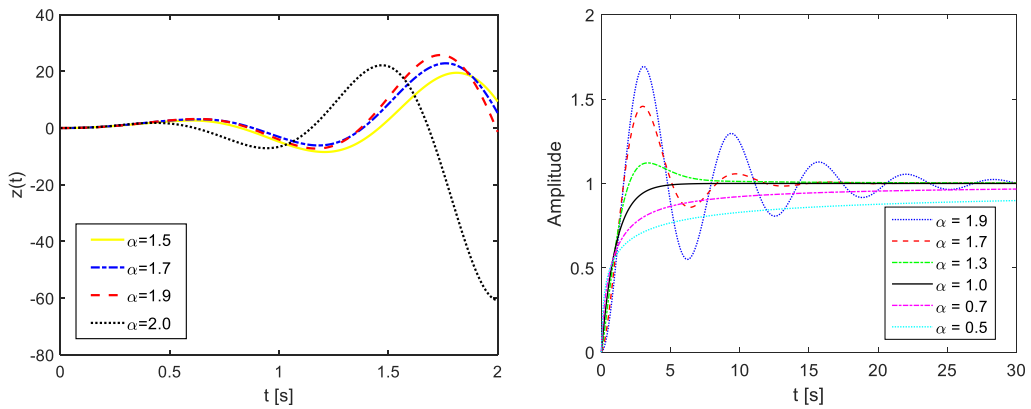 40
20
0
-20
-40
-60
-80
z(t)
α=1.5
α=1.7
α=1.9
α=2.0
0 0.5 1 1.5 2
t [s]
2
1.5
1
0.5
0
Amplitude
α = 1.9
α = 1.7
α = 1.3
α = 1.0
α = 0.7
α = 0.5
0 5 10 15 20 25 30
t [s]